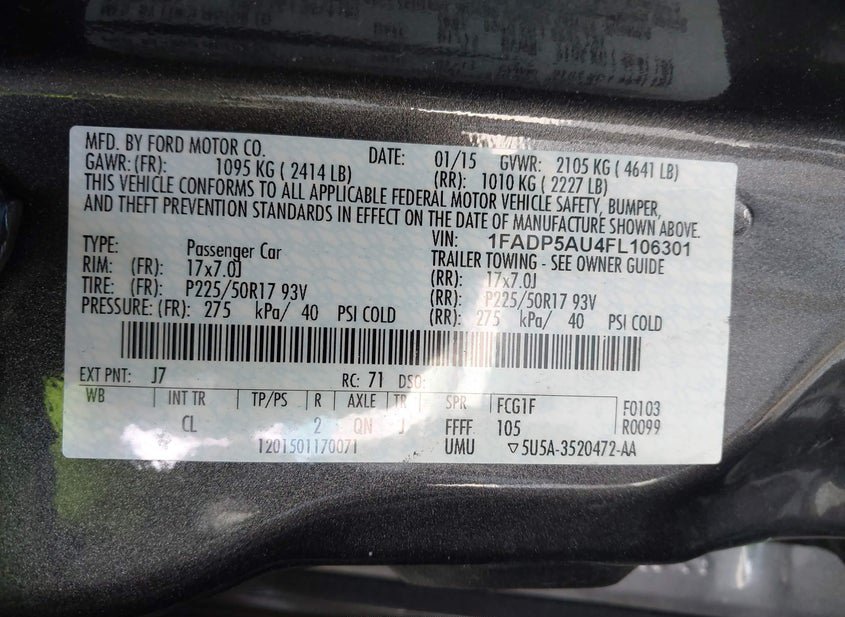 MFD. BY FORD MOTOR CO. DATE: 01/15 GVWR: 2105 KG ( 4641 LB)
GAWR: (FR): 1095 KG ( 2414 LB) (RR): 1010 KG ( 2227 LB)
THIS VEHICLE CONFORMS TO ALL APPLICABLE FEDERAL MOTOR VEHICLE SAFETY, BUMPER,
AND THEFT PREVENTION STANDARDS IN EFFECT ON THE DATE OF MANUFACTURE SHOWN ABOVE.
VIN: 1FADP5AU4FL106301
TYPE: Passenger Car TRAILER TOWING - SEE OWNER GUIDE
RIM: (FR): 17x7.0J (RR): 17x7.0J
TIRE: (FR): P225/50R17 93V (RR): P225/50R17 93V
PRESSURE: (FR): 275 kPa/ 40 PSI COLD (RR): 275 kPa/ 40 PSI COLD
EXT PNT: J7 RC: 71 DSO:
WB INT TR TP/PS R AXLE TR SPR FCG1F F0103
CL 2 QN J FFFF 105 R0099
1201501170071 UMU ▽5U5A-3520472-AA